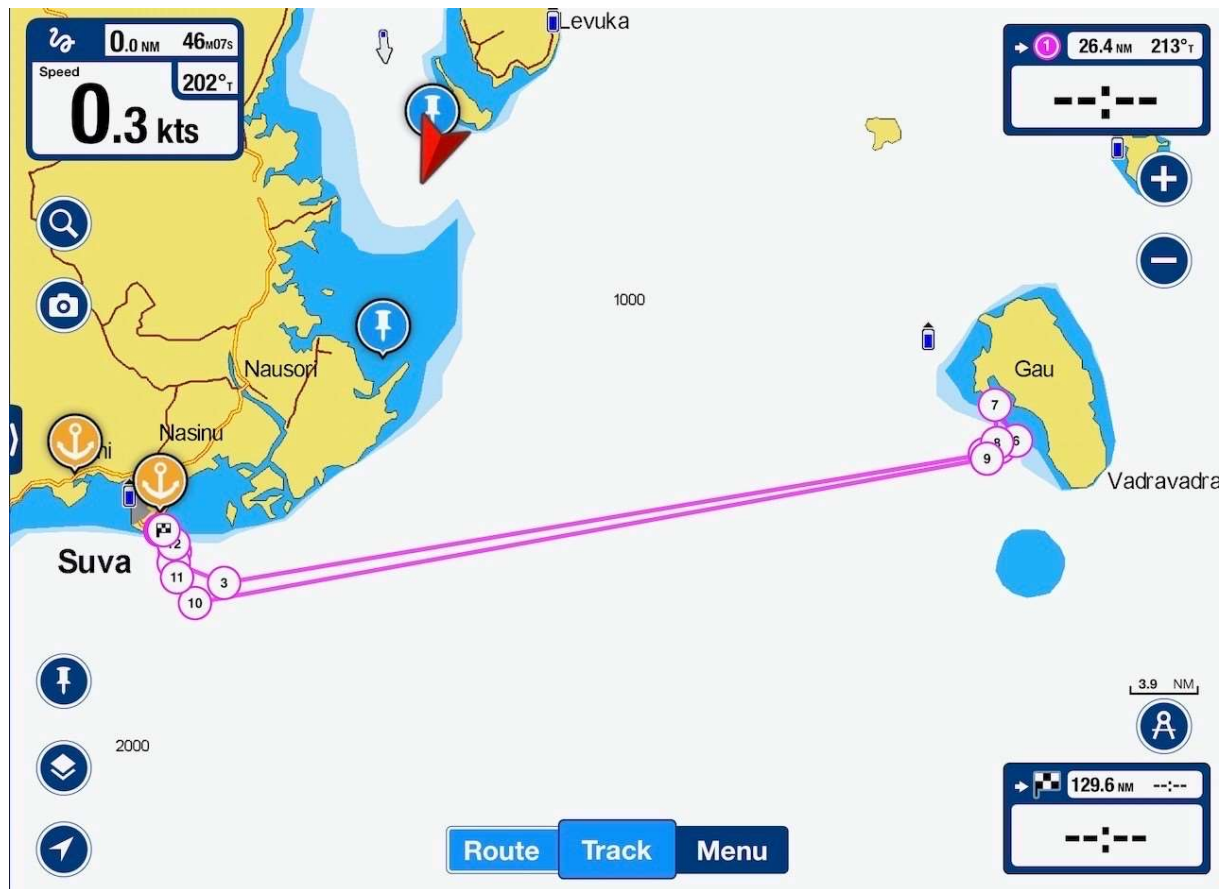 Levuka
0.0 NM 46M07S
Speed
202°T
0.3 kts
1 26.4 NM 213°T
--:--
1000
Nausori
Gau
7
Nasinu
8 6
9
ni
Vadravadra
12
Suva
11 3
10
3.9 NM
2000
129.6 NM --:--
--:--
Route Track Menu